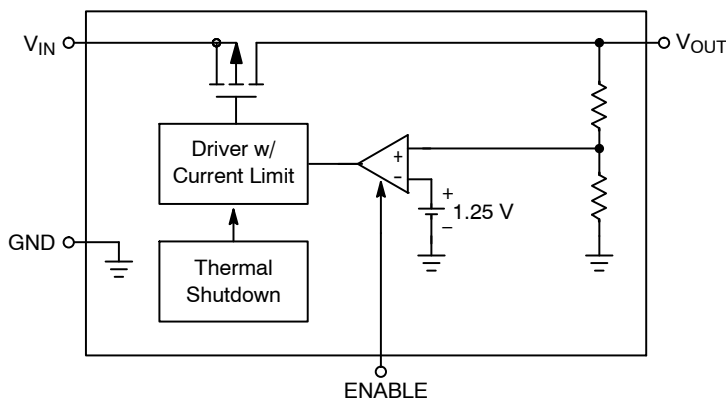 V_IN
V_OUT
Driver w/
Current Limit
+
−
+
1.25 V
−
GND
Thermal
Shutdown
ENABLE